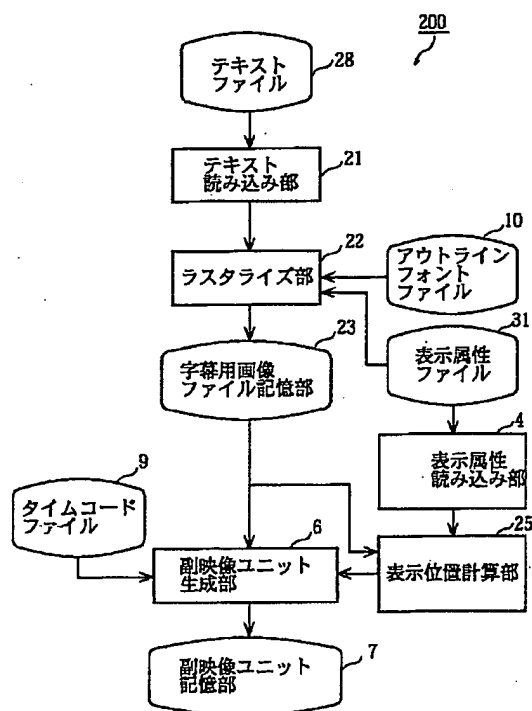 200
テキスト
ファイル
28
テキスト
読み込み部
21
ラスタライズ部
22
アウトライン
フォント
ファイル
10
字幕用画像
ファイル記憶部
23
表示属性
ファイル
31
表示属性
読み込み部
4
タイムコード
ファイル
9
副映像ユニット
生成部
6
表示位置計算部
25
副映像ユニット
記憶部
7